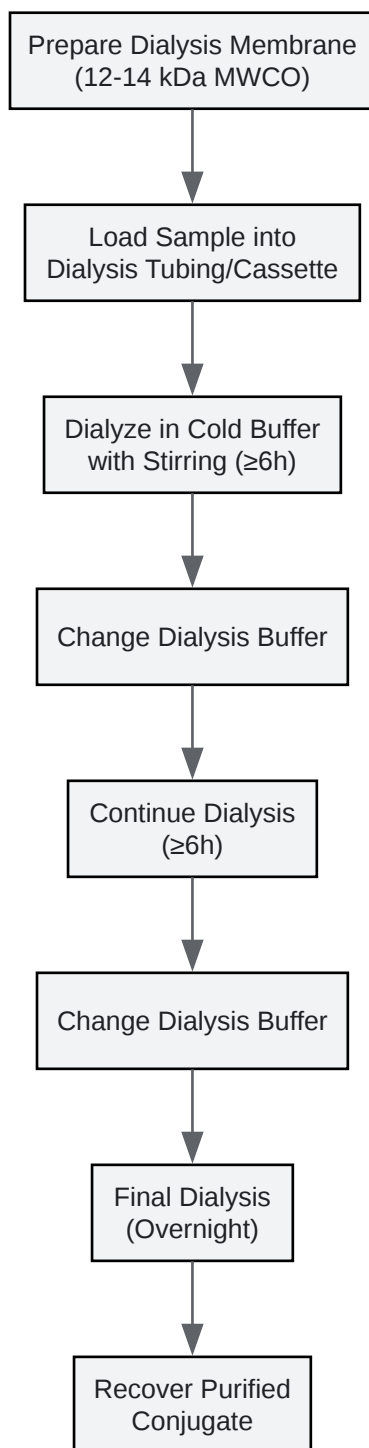 Prepare Dialysis Membrane
(12-14 kDa MWCO)
Load Sample into
Dialysis Tubing/Cassette
Dialyze in Cold Buffer
with Stirring (≥6h)
Change Dialysis Buffer
Continue Dialysis
(≥6h)
Change Dialysis Buffer
Final Dialysis
(Overnight)
Recover Purified
Conjugate